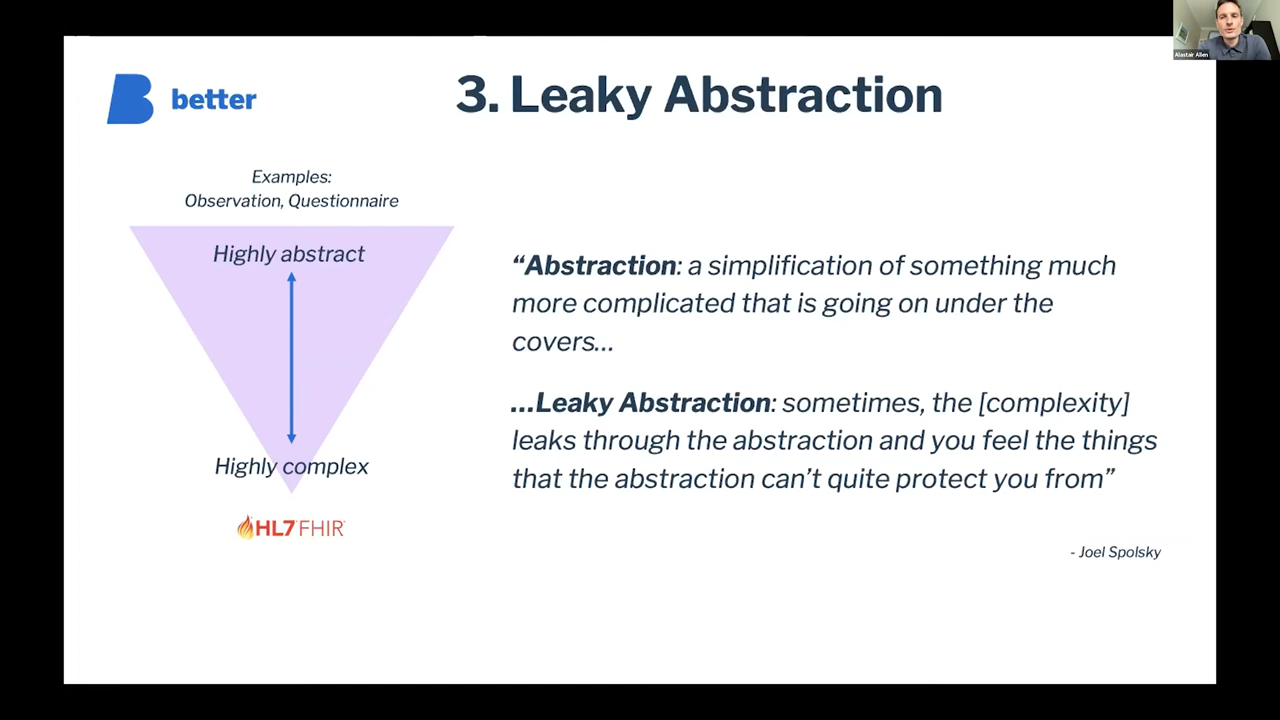 better
3. Leaky Abstraction
Examples:
Observation, Questionnaire
Highly abstract
Highly complex
HL7 FHIR
“Abstraction: a simplification of something much
more complicated that is going on under the
covers...
...Leaky Abstraction: sometimes, the [complexity]
leaks through the abstraction and you feel the things
that the abstraction can’t quite protect you from”
- Joel Spolsky
Alastair Allen